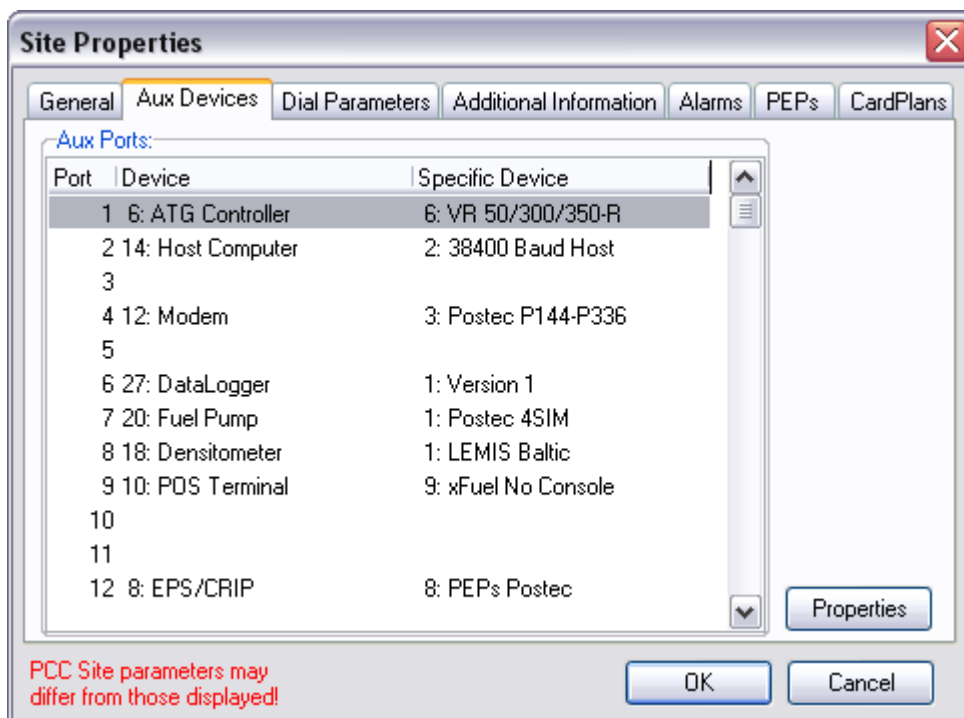 Site Properties
General Aux Devices Dial Parameters Additional Information Alarms PEPs CardPlans
Aux Ports:
Port Device Specific Device
1 6: ATG Controller 6: VR 50/300/350-R
2 14: Host Computer 2: 38400 Baud Host
3
4 12: Modem 3: Postec P144-P336
5
6 27: DataLogger 1: Version 1
7 20: Fuel Pump 1: Postec 4SIM
8 18: Densitometer 1: LEMIS Baltic
9 10: POS Terminal 9: xFuel No Console
10
11
12 8: EPS/CRIP 8: PEPs Postec
Properties
PCC Site parameters may
differ from those displayed!
OK Cancel